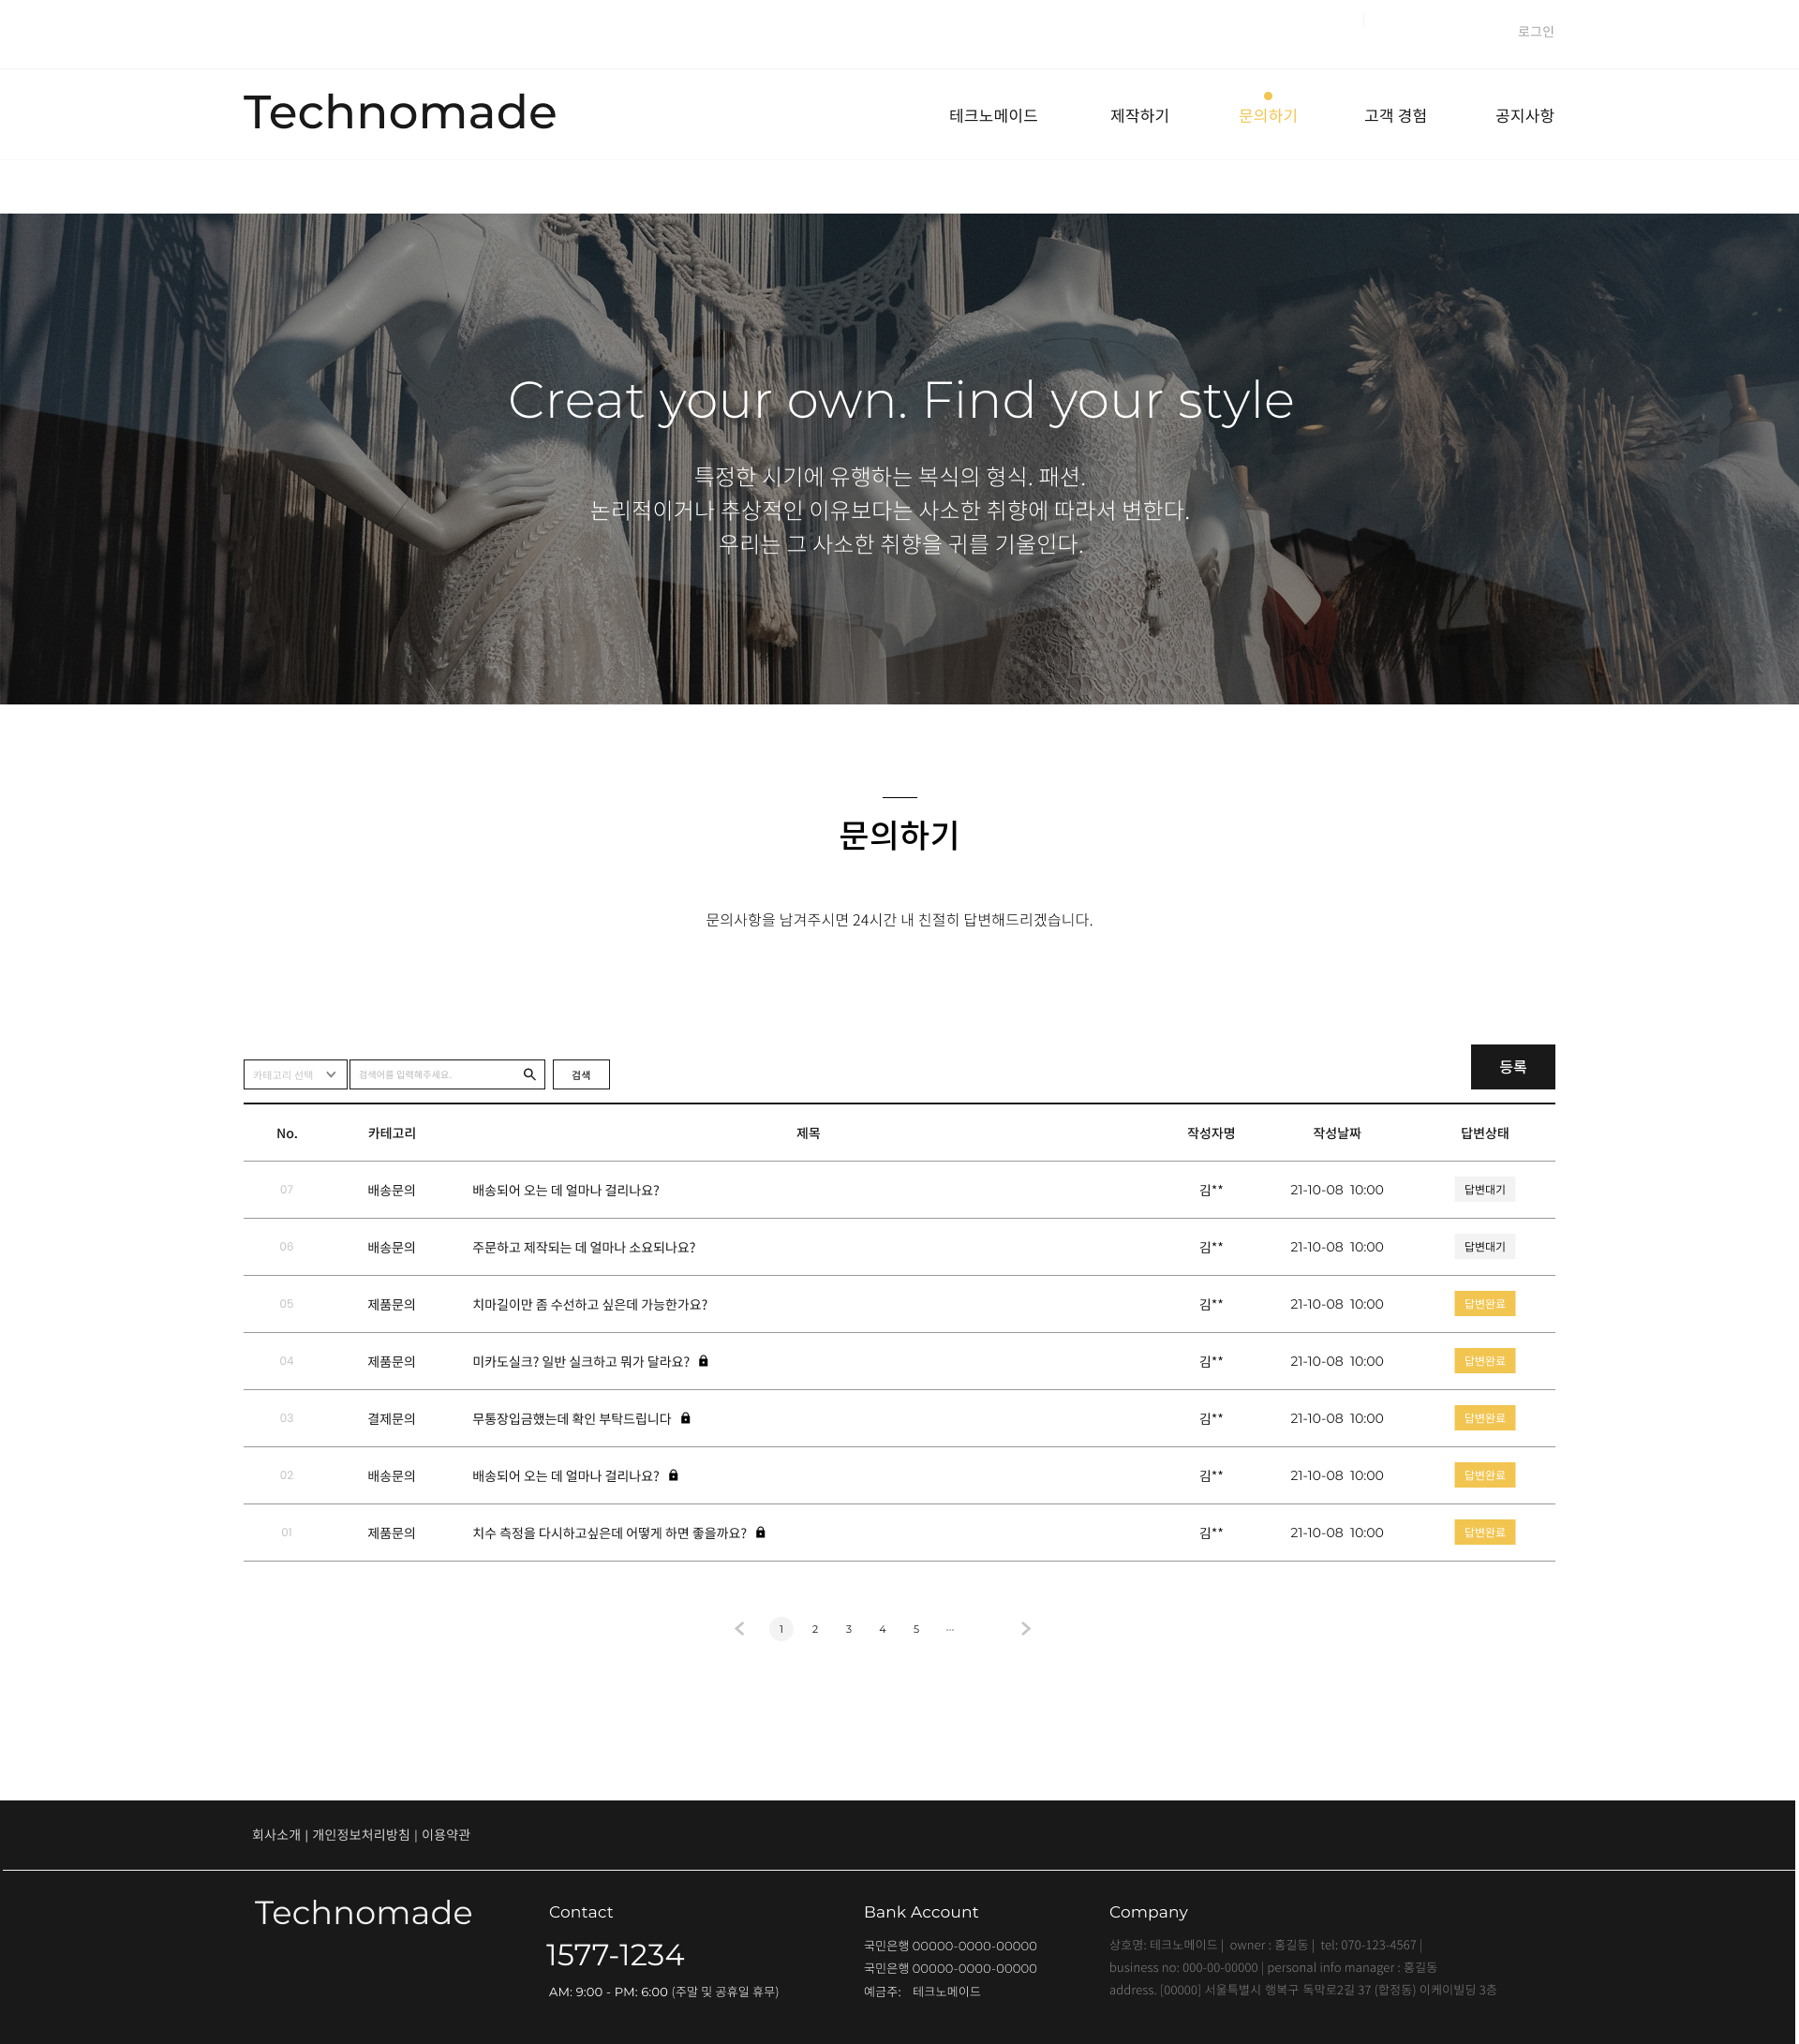 로그인
Technomade
테크노메이드 제작하기 문의하기 고객 경험 공지사항
Creat your own. Find your style
특정한 시기에 유행하는 복식의 형식. 패션.
논리적이거나 추상적인 이유보다는 사소한 취향에 따라서 변한다.
우리는 그 사소한 취향을 귀를 기울인다.
문의하기
문의사항을 남겨주시면 24시간 내 친절히 답변해드리겠습니다.
카테고리 선택 검색어를 입력해주세요. 검색 등록
No. 카테고리 제목 작성자명 작성날짜 답변상태
07 배송문의 배송되어 오는 데 얼마나 걸리나요? 김** 21-10-08 10:00 답변대기
06 배송문의 주문하고 제작되는 데 얼마나 소요되나요? 김** 21-10-08 10:00 답변대기
05 제품문의 치마길이만 좀 수선하고 싶은데 가능한가요? 김** 21-10-08 10:00 답변완료
04 제품문의 미카도실크? 일반 실크하고 뭐가 달라요? 김** 21-10-08 10:00 답변완료
03 결제문의 무통장입금했는데 확인 부탁드립니다 김** 21-10-08 10:00 답변완료
02 배송문의 배송되어 오는 데 얼마나 걸리나요? 김** 21-10-08 10:00 답변완료
01 제품문의 치수 측정을 다시하고싶은데 어떻게 하면 좋을까요? 김** 21-10-08 10:00 답변완료
1 2 3 4 5 ...
회사소개 | 개인정보처리방침 | 이용약관
Technomade
Contact
1577-1234
AM: 9:00 - PM: 6:00 (주말 및 공휴일 휴무)
Bank Account
국민은행 00000-0000-00000
국민은행 00000-0000-00000
예금주: 테크노메이드
Company
상호명: 테크노메이드 | owner : 홍길동 | tel: 070-123-4567 |
business no: 000-00-00000 | personal info manager : 홍길동
address. [00000] 서울특별시 행복구 독막로2길 37 (합정동) 이케이빌딩 3층